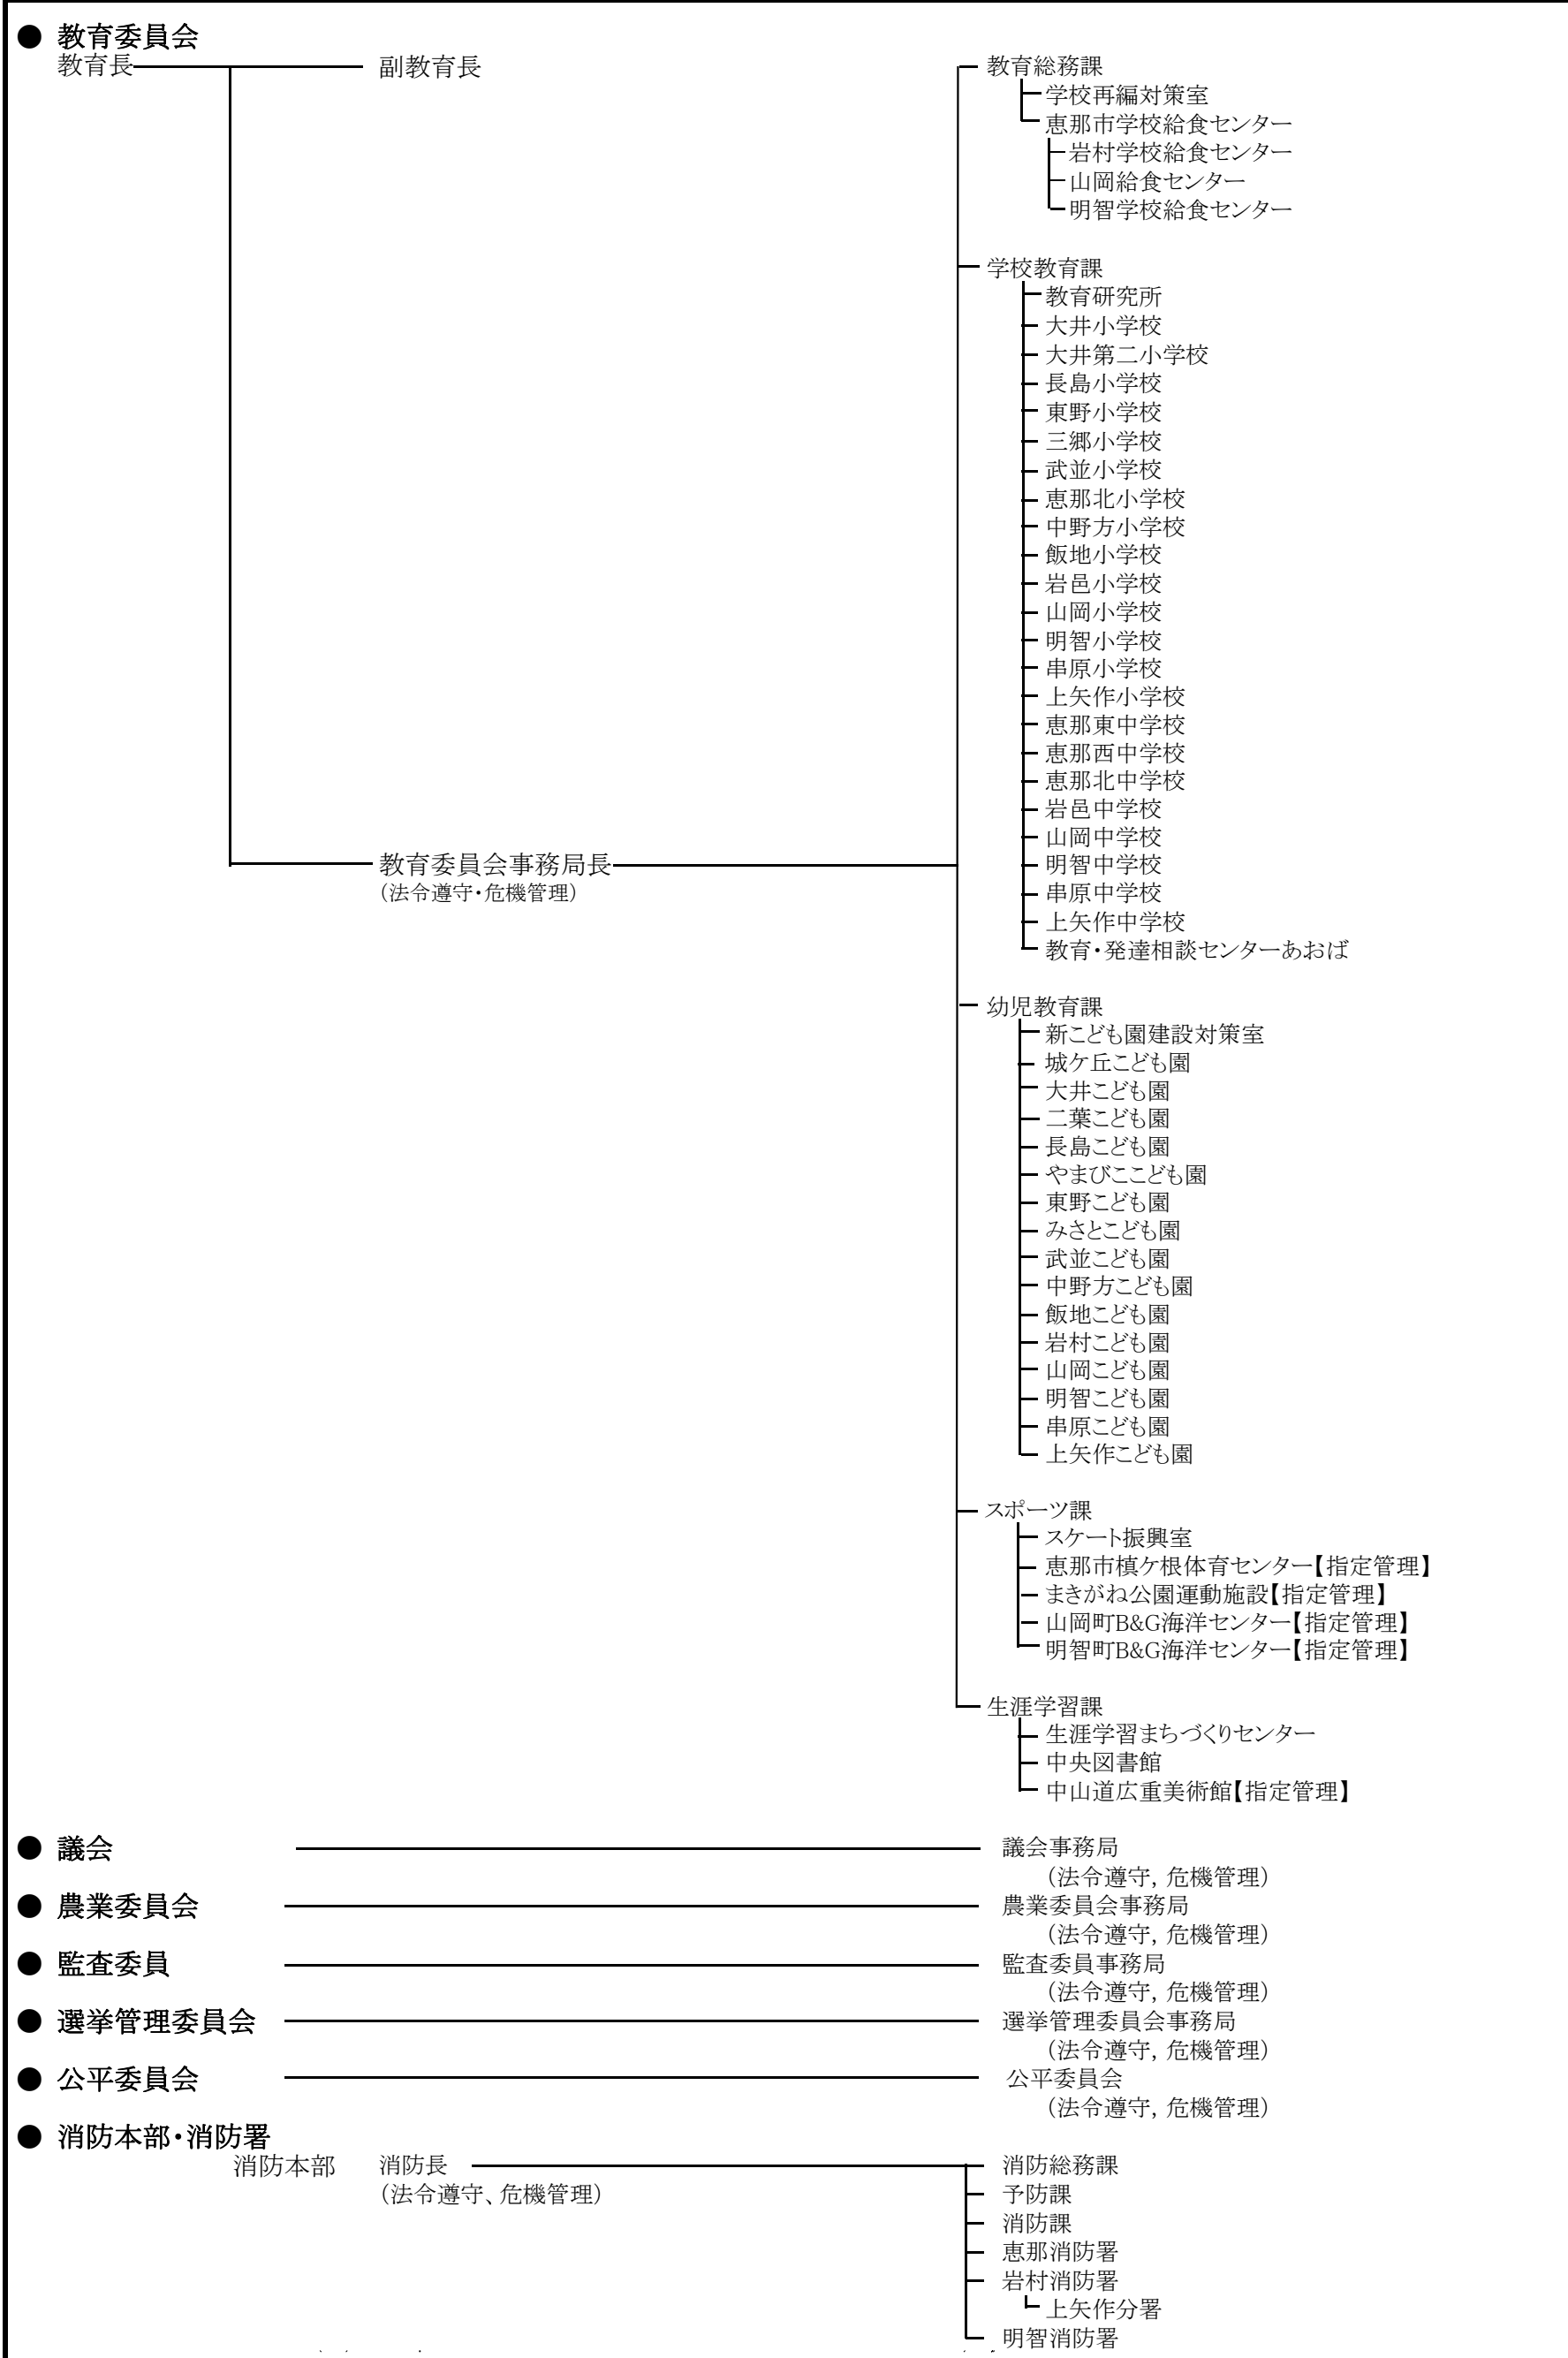 ● 教育委員会
教育長 副教育長 教育総務課
学校再編対策室
恵那市学校給食センター
岩村学校給食センター
山岡給食センター
明智学校給食センター
学校教育課
教育研究所
大井小学校
大井第二小学校
長島小学校
東野小学校
三郷小学校
武並小学校
恵那北小学校
中野方小学校
飯地小学校
岩邑小学校
山岡小学校
明智小学校
串原小学校
上矢作小学校
恵那東中学校
恵那西中学校
恵那北中学校
岩邑中学校
山岡中学校
教育委員会事務局長 明智中学校
（法令遵守・危機管理） 串原中学校
上矢作中学校
教育・発達相談センターあおば
幼児教育課
新こども園建設対策室
城ケ丘こども園
大井こども園
二葉こども園
長島こども園
やまびここども園
東野こども園
みさとこども園
武並こども園
中野方こども園
飯地こども園
岩村こども園
山岡こども園
明智こども園
串原こども園
上矢作こども園
スポーツ課
スケート振興室
恵那市槙ケ根体育センター【指定管理】
まきがね公園運動施設【指定管理】
山岡町B&G海洋センター【指定管理】
明智町B&G海洋センター【指定管理】
生涯学習課
生涯学習まちづくりセンター
中央図書館
中山道広重美術館【指定管理】
● 議会 議会事務局
（法令遵守，危機管理）
● 農業委員会 農業委員会事務局
（法令遵守，危機管理）
● 監査委員 監査委員事務局
（法令遵守，危機管理）
● 選挙管理委員会 選挙管理委員会事務局
（法令遵守，危機管理）
● 公平委員会 公平委員会
（法令遵守，危機管理）
● 消防本部・消防署
消防本部 消防長 消防総務課
（法令遵守、危機管理） 予防課
消防課
恵那消防署
岩村消防署
上矢作分署
明智消防署